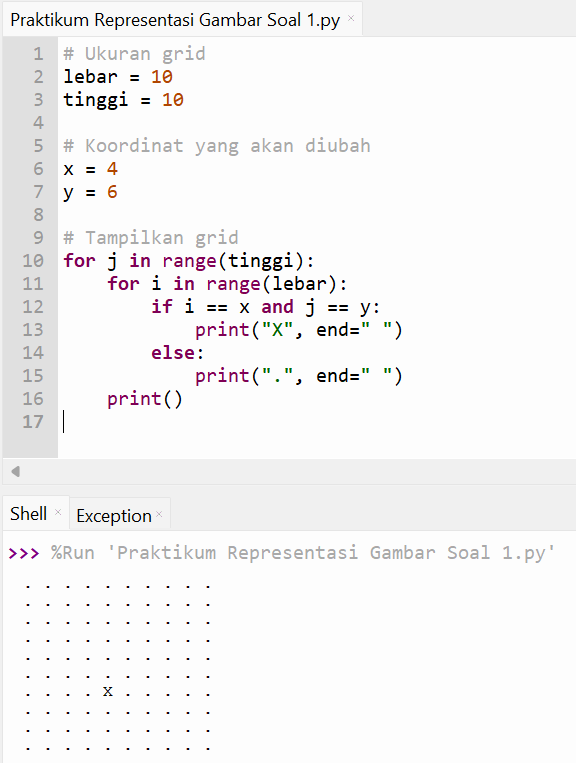 Praktikum Representasi Gambar Soal 1.py ×
1 # Ukuran grid
2 lebar = 10
3 tinggi = 10
4
5 # Koordinat yang akan diubah
6 x = 4
7 y = 6
8
9 # Tampilkan grid
10 for j in range(tinggi):
11     for i in range(lebar):
12         if i == x and j == y:
13             print("X", end=" ")
14         else:
15             print(".", end=" ")
16     print()
17
Shell × Exception ×
>>> %Run 'Praktikum Representasi Gambar Soal 1.py'
. . . . . . . . . .
. . . . . . . . . .
. . . . . . . . . .
. . . . . . . . . .
. . . . . . . . . .
. . . . . . . . . .
. . . . X . . . . .
. . . . . . . . . .
. . . . . . . . . .
. . . . . . . . . .